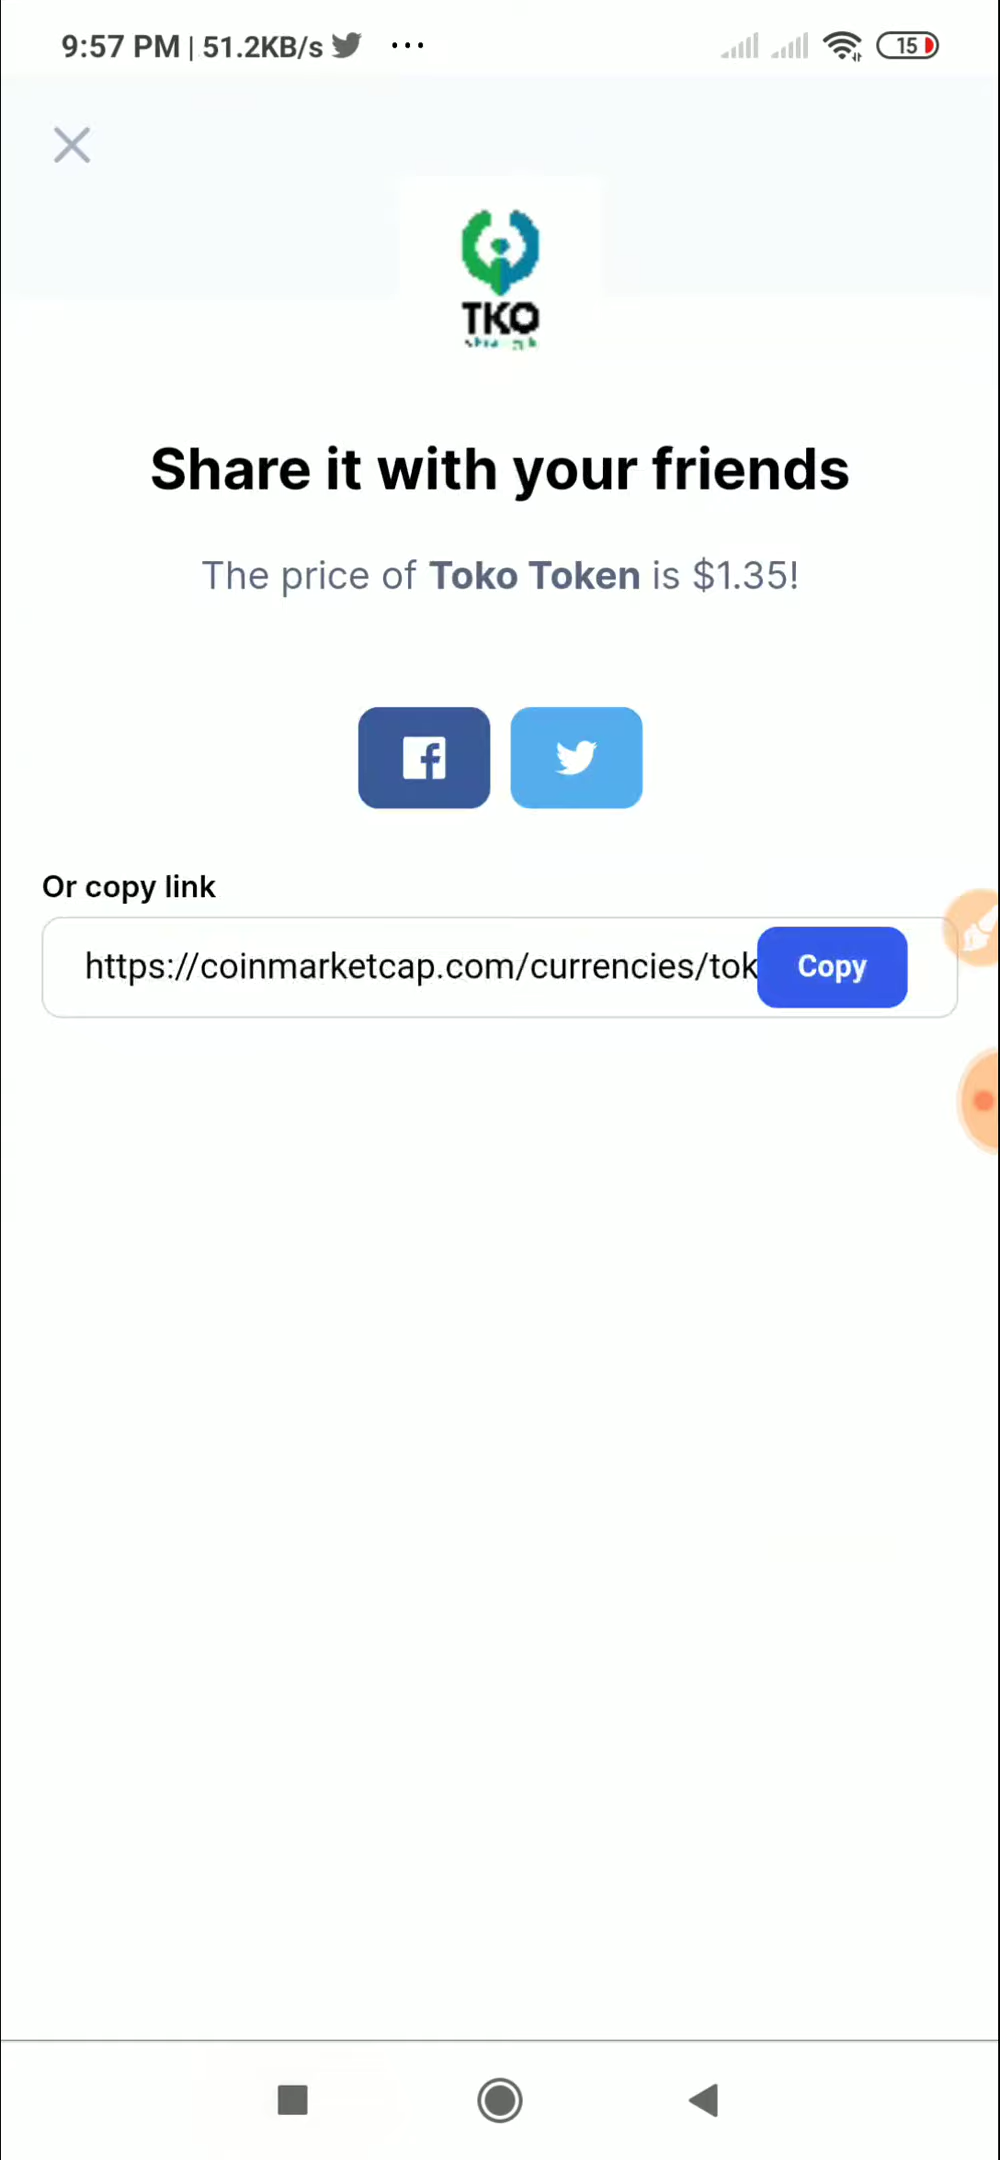 9:57 PM | 51.2KB/s ... 15
TKO
Share it with your friends
The price of Toko Token is $1.35!
Or copy link
https://coinmarketcap.com/currencies/tok
Copy